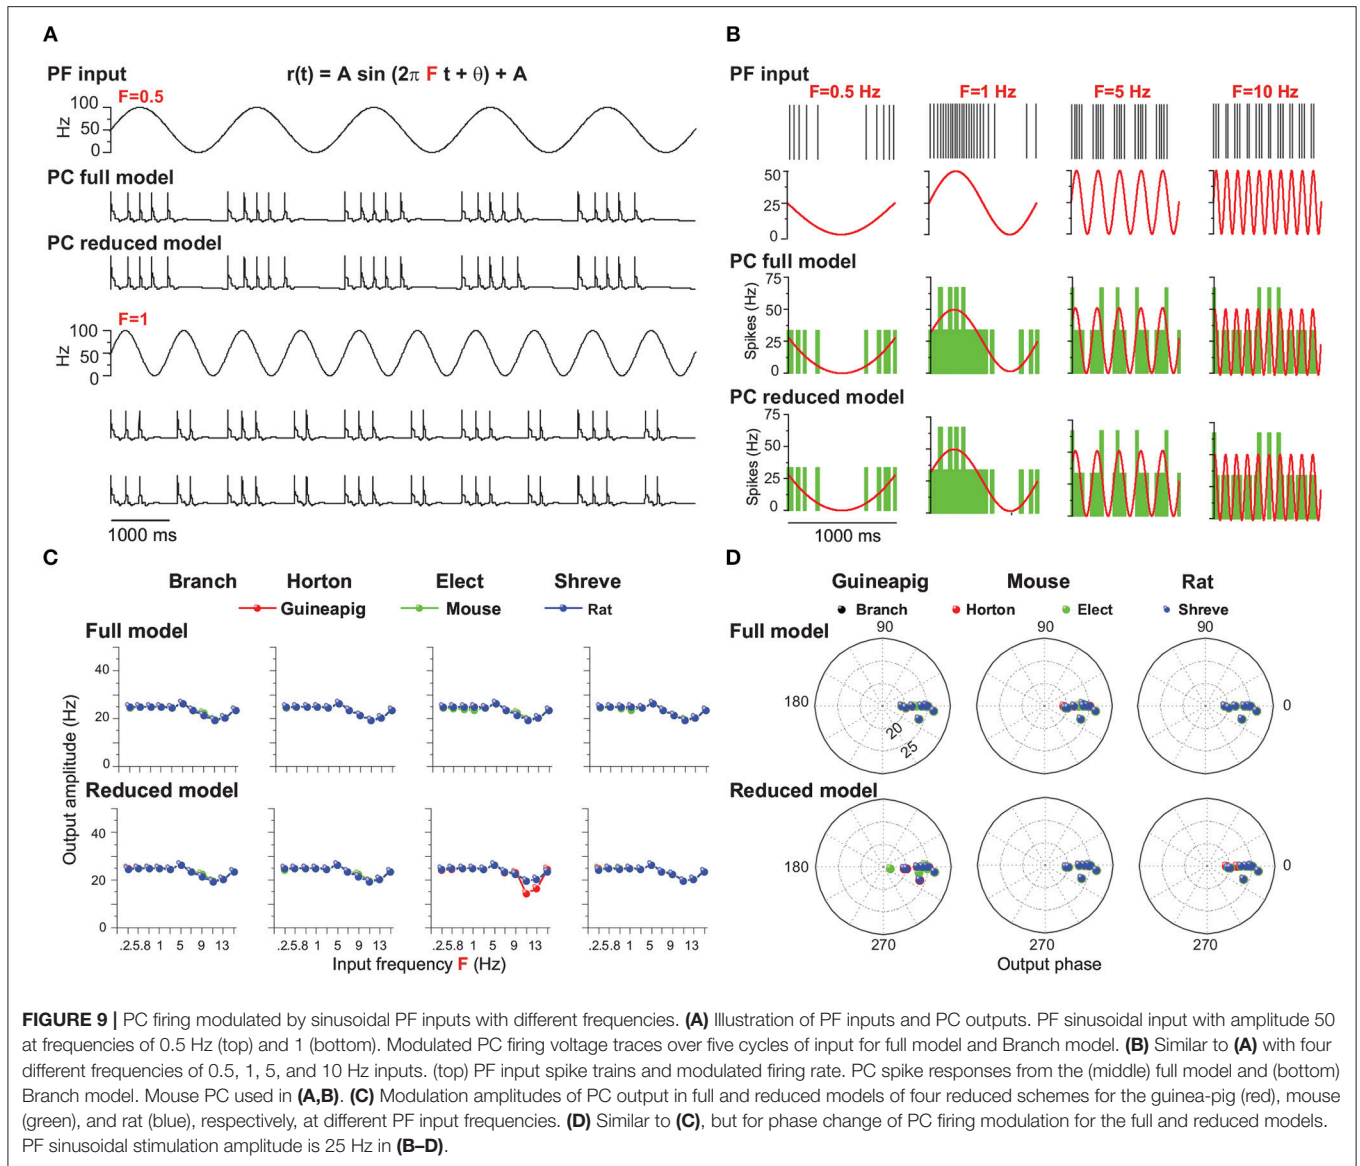 A
PF input
r(t) = A sin (2π F t + θ) + A
F=0.5
100
50
0
Hz
PC full model
PC reduced model
F=1
100
50
0
Hz
1000 ms
B
PF input
F=0.5 Hz F=1 Hz F=5 Hz F=10 Hz
50
25
0
PC full model
75
50
25
0
Spikes (Hz)
PC reduced model
75
50
25
0
Spikes (Hz)
1000 ms
C
Branch Horton Elect Shreve
Guineapig Mouse Rat
Full model
40
20
0
Reduced model
40
20
0
Output amplitude (Hz)
.2.5.8 1 5 9 13 .2.5.8 1 5 9 13 .2.5.8 1 5 9 13 .2.5.8 1 5 9 13
Input frequency F (Hz)
D
Guineapig Mouse Rat
Branch Horton Elect Shreve
Full model
90 90 90
180 0
20
25
Reduced model
180 0
270 270 270
Output phase
FIGURE 9 | PC firing modulated by sinusoidal PF inputs with different frequencies. (A) Illustration of PF inputs and PC outputs. PF sinusoidal input with amplitude 50
at frequencies of 0.5 Hz (top) and 1 (bottom). Modulated PC firing voltage traces over five cycles of input for full model and Branch model. (B) Similar to (A) with four
different frequencies of 0.5, 1, 5, and 10 Hz inputs. (top) PF input spike trains and modulated firing rate. PC spike responses from the (middle) full model and (bottom)
Branch model. Mouse PC used in (A,B). (C) Modulation amplitudes of PC output in full and reduced models of four reduced schemes for the guinea-pig (red), mouse
(green), and rat (blue), respectively, at different PF input frequencies. (D) Similar to (C), but for phase change of PC firing modulation for the full and reduced models.
PF sinusoidal stimulation amplitude is 25 Hz in (B–D).